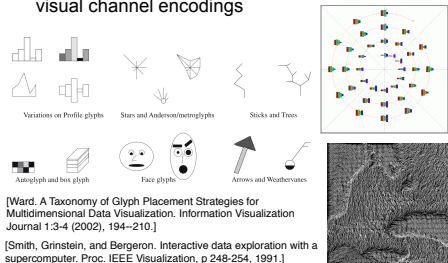 visual channel encodings
Variations on Profile glyphs
Stars and Anderson/metroglyphs
Sticks and Trees
Autoglyph and box glyph
Face glyphs
Arrows and Weathervanes
[Ward. A Taxonomy of Glyph Placement Strategies for
Multidimensional Data Visualization. Information Visualization
Journal 1:3-4 (2002), 194--210.]
[Smith, Grinstein, and Bergeron. Interactive data exploration with a
supercomputer. Proc. IEEE Visualization, p 248-254, 1991.]